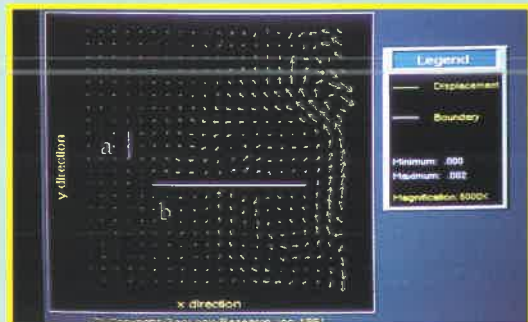 Legend
Displacement
Boundary
Minimum: .000
Maximum: .002
Magnification: 5000X
y direction
a
b
x direction